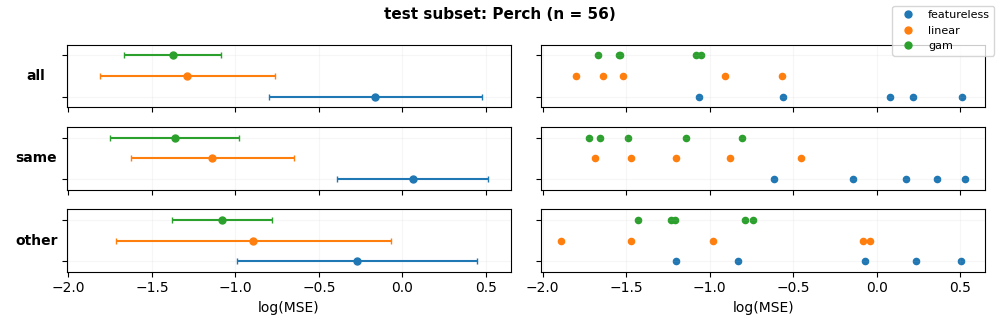 test subset: Perch (n = 56)
featureless
linear
gam
all
same
other
−2.0 −1.5 −1.0 −0.5 0.0 0.5
−2.0 −1.5 −1.0 −0.5 0.0 0.5
log(MSE)
log(MSE)